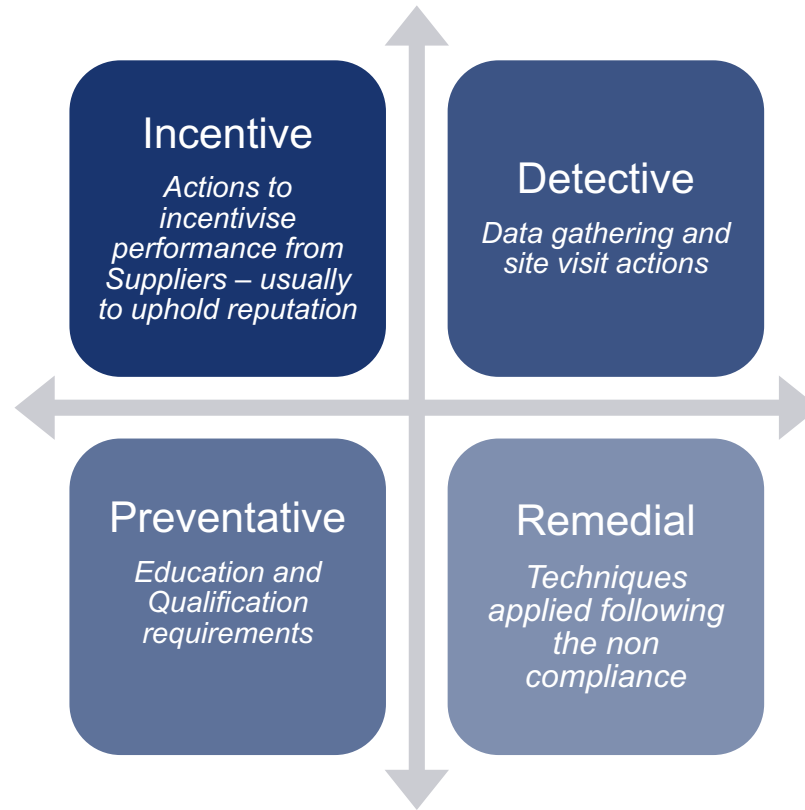 Incentive
Actions to
incentivise
performance from
Suppliers – usually
to uphold reputation
Detective
Data gathering and
site visit actions
Preventative
Education and
Qualification
requirements
Remedial
Techniques
applied following
the non
compliance